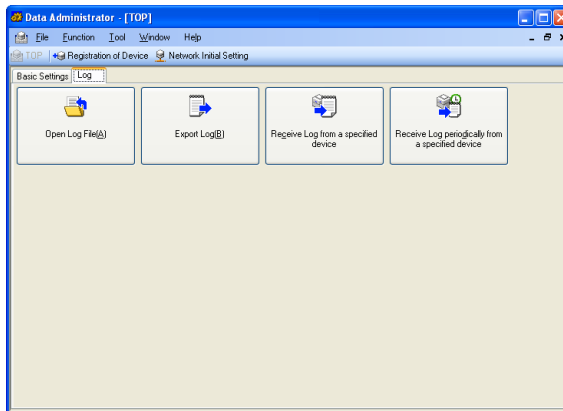 Data Administrator - [TOP]
File Function Tool Window Help
TOP Registration of Device Network Initial Setting
Basic Settings Log
Open Log File(A)
Export Log(B)
Receive Log from a specified
device
Receive Log periodically from
a specified device